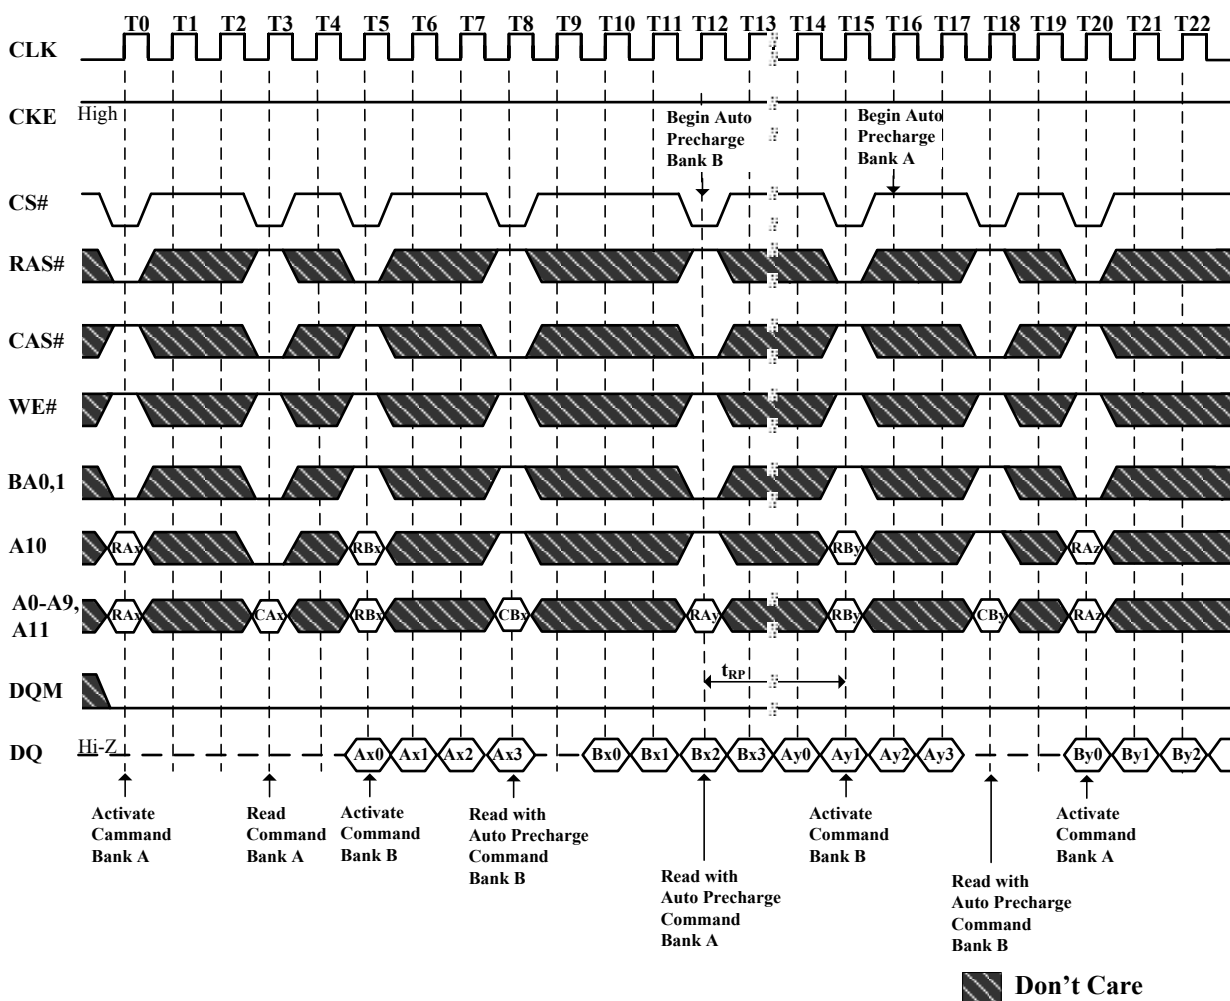 T0 T1 T2 T3 T4 T5 T6 T7 T8 T9 T10 T11 T12 T13 T14 T15 T16 T17 T18 T19 T20 T21 T22
CLK
CKE High
Begin Auto
Precharge
Bank B
Begin Auto
Precharge
Bank A
CS#
RAS#
CAS#
WE#
BA0,1
A10 RAx RBx RBy RAz
A0-A9,
A11
RAx CAx RBx CBx RAy RBy CBy RAz
DQM
tRP
DQ Hi-Z Ax0 Ax1 Ax2 Ax3 Bx0 Bx1 Bx2 Bx3 Ay0 Ay1 Ay2 Ay3 By0 By1 By2
Activate
Cammand
Bank A
Read
Command
Bank A
Activate
Command
Bank B
Read with
Auto Precharge
Command
Bank B
Read with
Auto Precharge
Command
Bank A
Activate
Command
Bank B
Read with
Auto Precharge
Command
Bank B
Activate
Command
Bank A
Don't Care